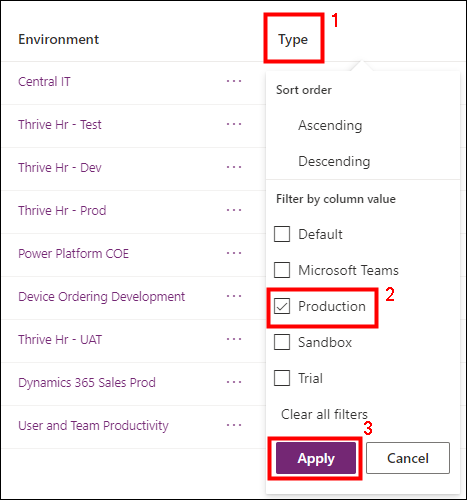 Environment
Type
1
Central IT
...
Thrive Hr - Test
...
Thrive Hr - Dev
...
Thrive Hr - Prod
...
Power Platform COE
...
Device Ordering Development
...
Thrive Hr - UAT
...
Dynamics 365 Sales Prod
...
User and Team Productivity
...
Sort order
Ascending
Descending
Filter by column value
Default
Microsoft Teams
Production
2
Sandbox
Trial
Clear all filters
3
Apply
Cancel